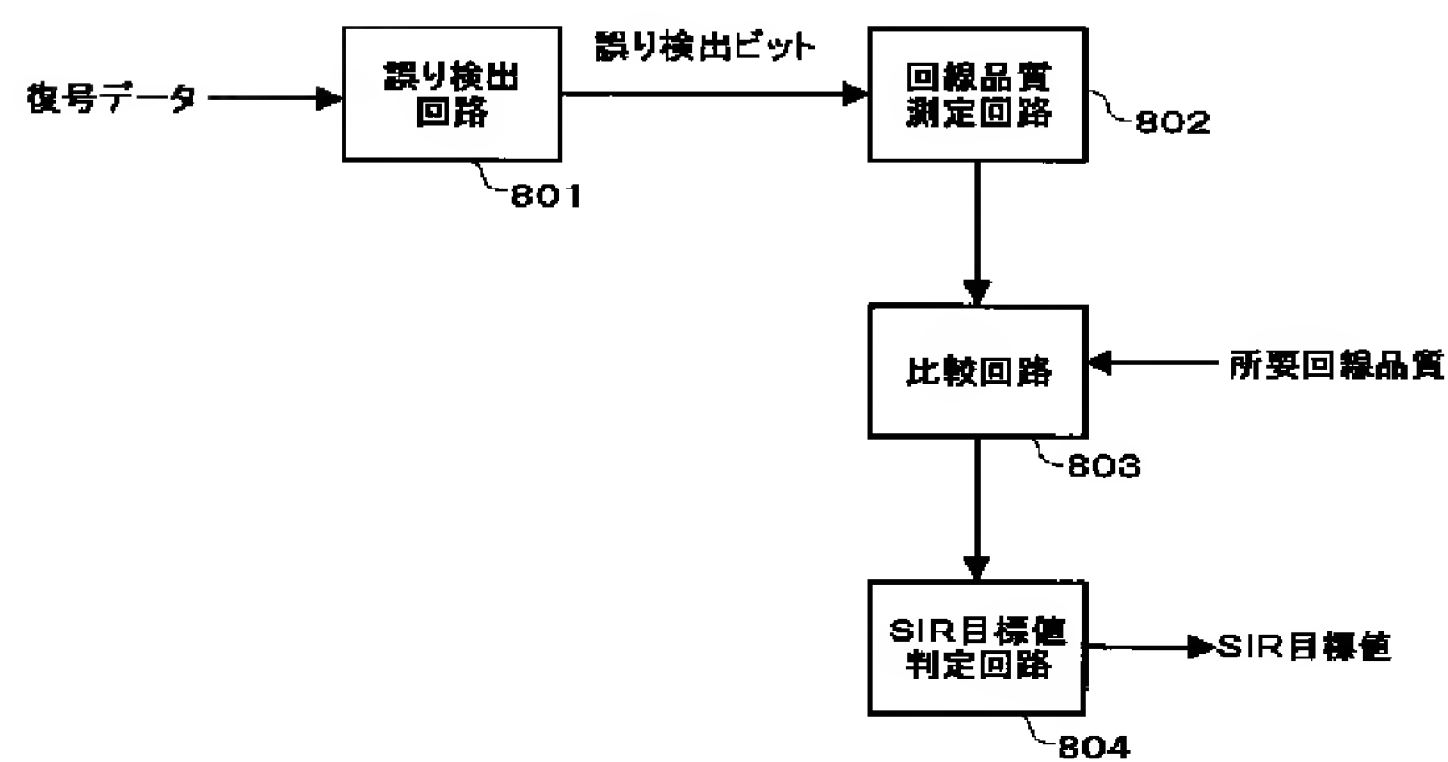 復号データ
誤り検出
回路
801
誤り検出ビット
回線品質
測定回路
802
比較回路
803
所要回線品質
SIR目標値
判定回路
804
SIR目標値